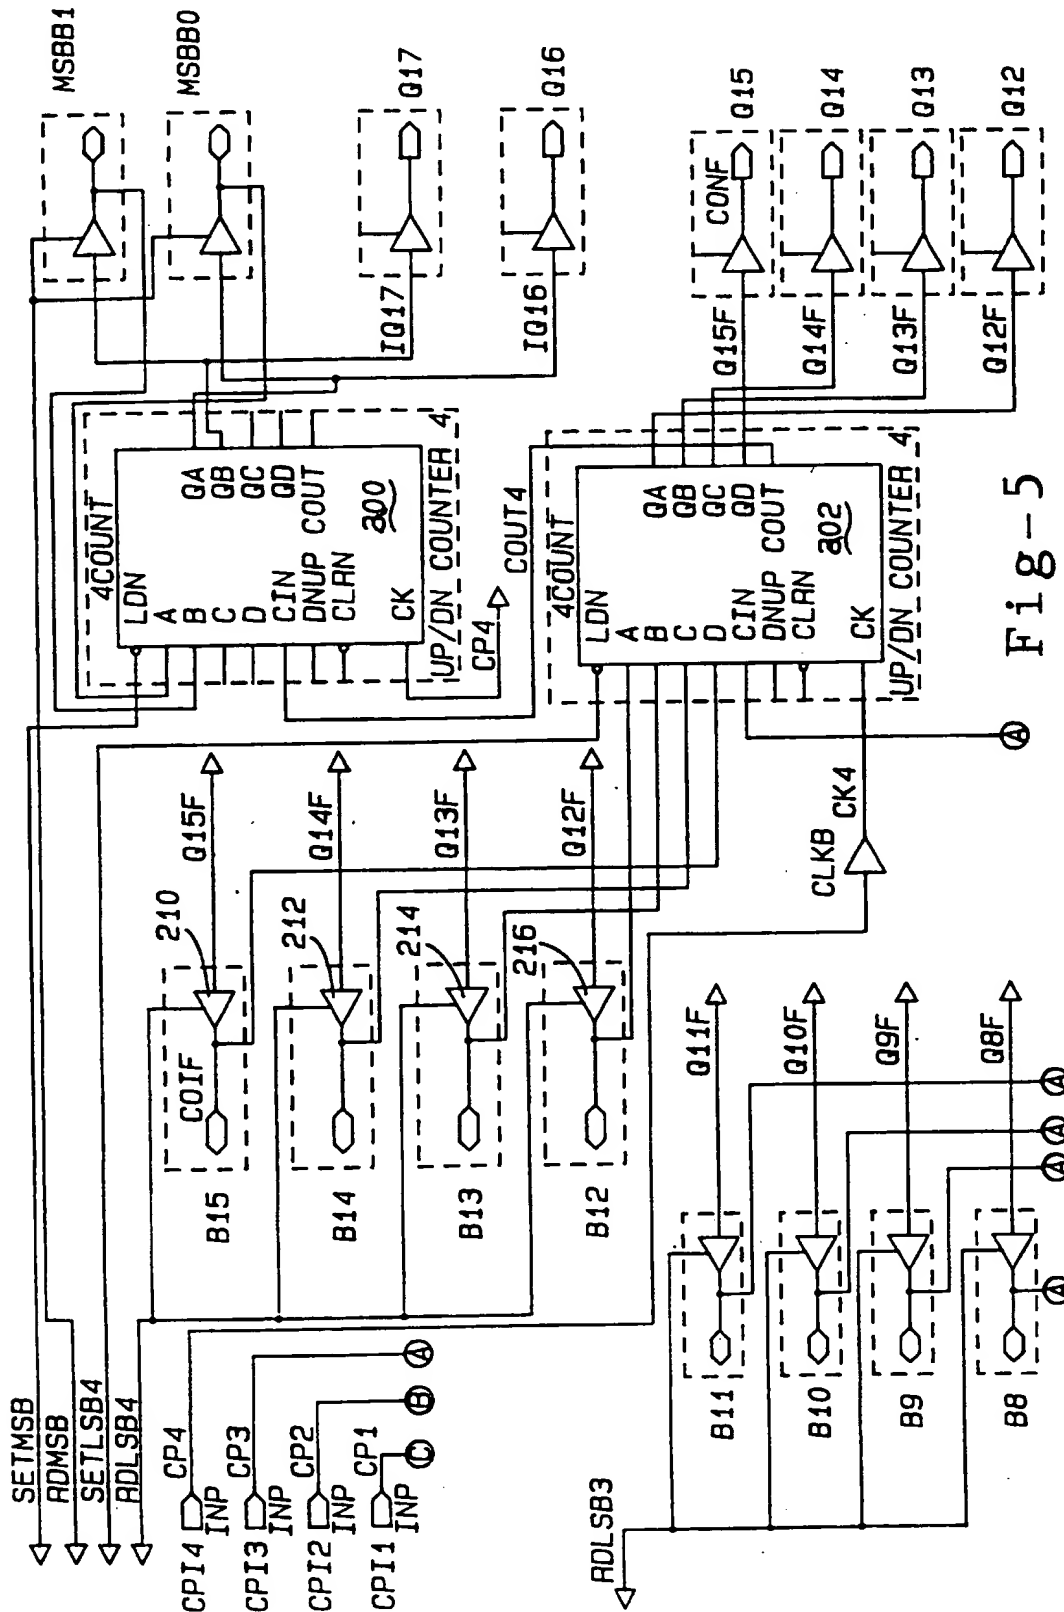 SETMSB
RDMSB
SETLSB4
RDLSB4
CPI4 INP CP4
CPI3 INP CP3
CPI2 INP CP2
CPI1 INP CP1
A
B
C
RDLSB3
COIF
B15
210
Q15F
B14
212
Q14F
B13
214
Q13F
B12
216
Q12F
B11
Q11F
B10
Q10F
B9
Q9F
B8
Q8F
A
A
A
A
CLKB
CK4
A
4COUNT
LDN
A
B
C
D
CIN
DNUP
CLRN
CK
QA
QB
QC
QD
COUT
200
UP/DN COUNTER 4
CP4
COUT4
4COUNT
LDN
A
B
C
D
CIN
DNUP
CLRN
CK
QA
QB
QC
QD
COUT
202
UP/DN COUNTER 4
MSBB1
MSBB0
IQ17
Q17
IQ16
Q16
Q15F
CONF
Q15
Q14F
Q14
Q13F
Q13
Q12F
Q12
Fig-5